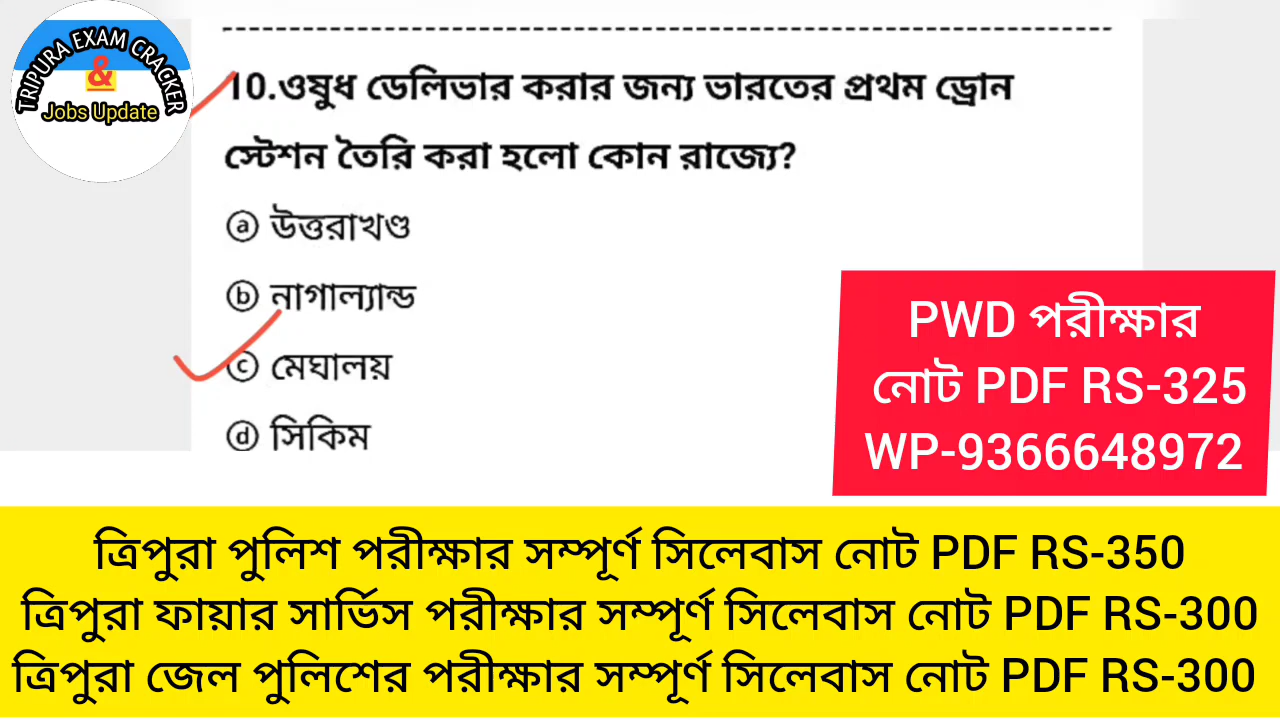 TRIPURA EXAM CRACKER
&
Jobs Update
10.ওষুধ ডেলিভার করার জন্য ভারতের প্রথম ড্রোন
স্টেশন তৈরি করা হলো কোন রাজ্যে?
ⓐ উত্তরাখণ্ড
ⓑ নাগাল্যান্ড
ⓒ মেঘালয়
ⓓ সিকিম
PWD পরীক্ষার
নোট PDF RS-325
WP-9366648972
ত্রিপুরা পুলিশ পরীক্ষার সম্পূর্ণ সিলেবাস নোট PDF RS-350
ত্রিপুরা ফায়ার সার্ভিস পরীক্ষার সম্পূর্ণ সিলেবাস নোট PDF RS-300
ত্রিপুরা জেল পুলিশের পরীক্ষার সম্পূর্ণ সিলেবাস নোট PDF RS-300